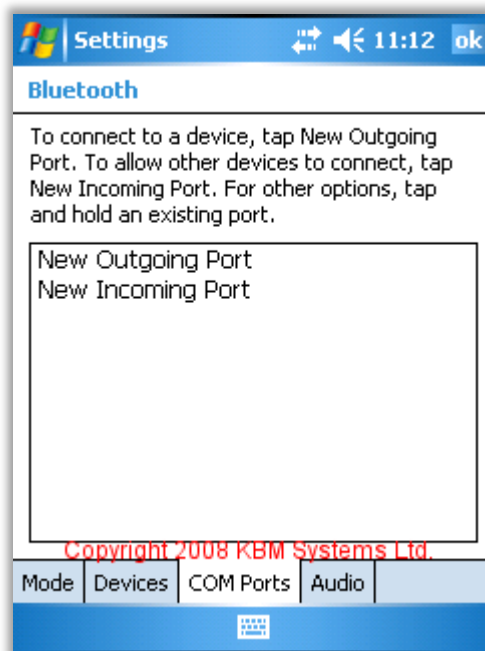 Settings 11:12 ok
Bluetooth
To connect to a device, tap New Outgoing
Port. To allow other devices to connect, tap
New Incoming Port. For other options, tap
and hold an existing port.
New Outgoing Port
New Incoming Port
Copyright 2008 KBM Systems Ltd.
Mode Devices COM Ports Audio